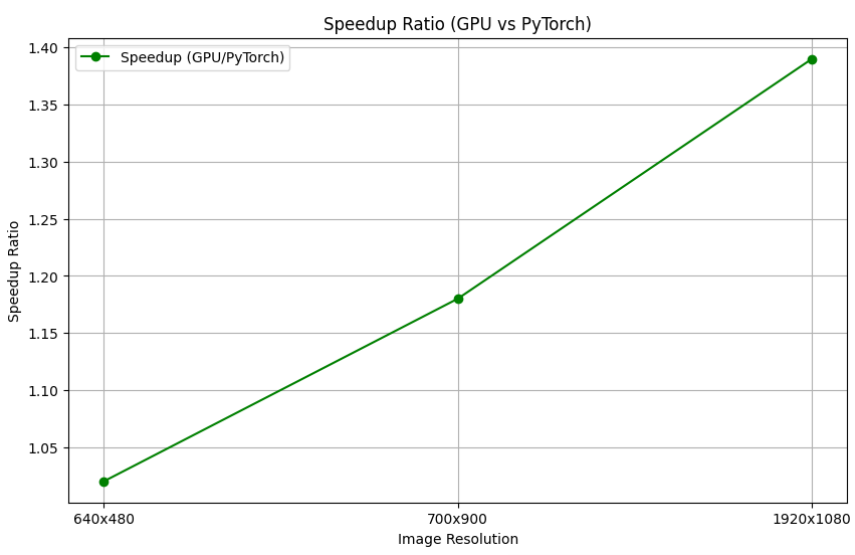 Speedup Ratio (GPU vs PyTorch)
Speedup (GPU/PyTorch)
1.40
1.35
1.30
1.25
1.20
1.15
1.10
1.05
Speedup Ratio
640x480
700x900
1920x1080
Image Resolution